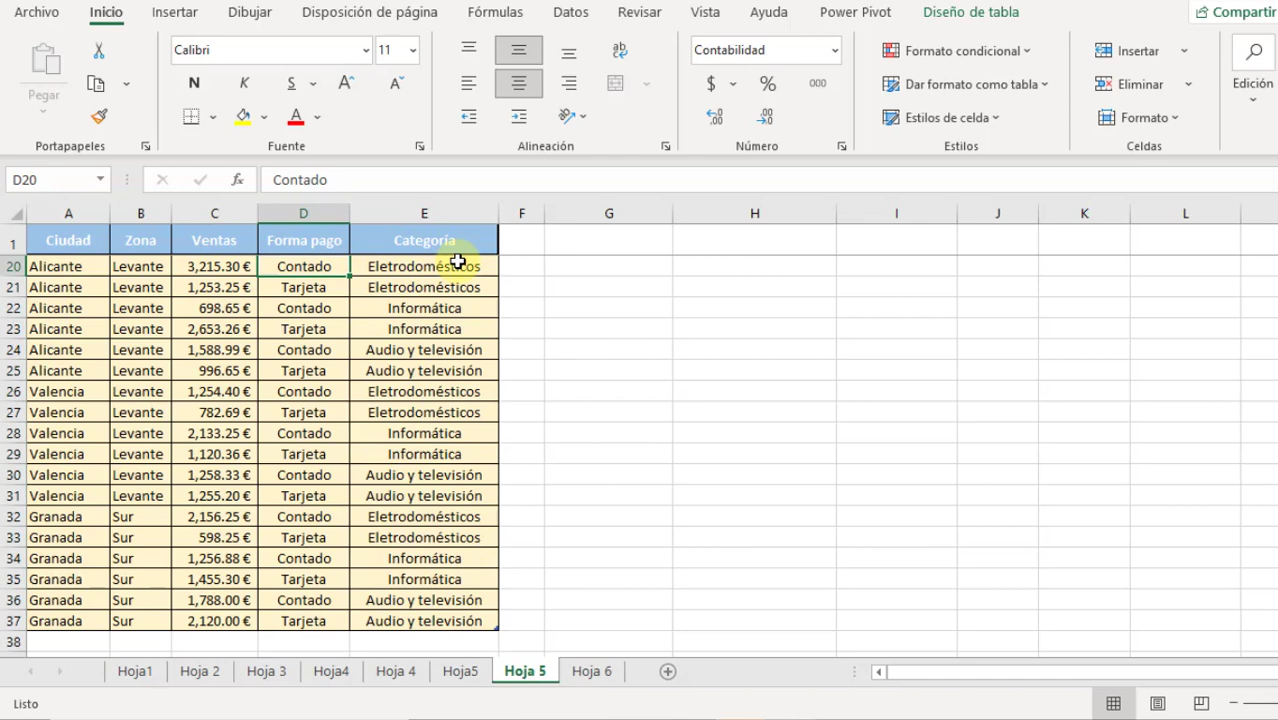 Archivo Inicio Insertar Dibujar Disposición de página Fórmulas Datos Revisar Vista Ayuda Power Pivot Diseño de tabla Compartir
Pegar
Calibri 11
N K S A A
A
ab
Contabilidad
$ % 000
Formato condicional
Dar formato como tabla
Estilos de celda
Insertar
Eliminar
Formato
Edición
Portapapeles Fuente Alineación Número Estilos Celdas
D20 fx Contado
A B C D E F G H I J K L
1 Ciudad Zona Ventas Forma pago Categoría
20 Alicante Levante 3,215.30 € Contado Eletrodomésticos
21 Alicante Levante 1,253.25 € Tarjeta Eletrodomésticos
22 Alicante Levante 698.65 € Contado Informática
23 Alicante Levante 2,653.26 € Tarjeta Informática
24 Alicante Levante 1,588.99 € Contado Audio y televisión
25 Alicante Levante 996.65 € Tarjeta Audio y televisión
26 Valencia Levante 1,254.40 € Contado Eletrodomésticos
27 Valencia Levante 782.69 € Tarjeta Eletrodomésticos
28 Valencia Levante 2,133.25 € Contado Informática
29 Valencia Levante 1,120.36 € Tarjeta Informática
30 Valencia Levante 1,258.33 € Contado Audio y televisión
31 Valencia Levante 1,255.20 € Tarjeta Audio y televisión
32 Granada Sur 2,156.25 € Contado Eletrodomésticos
33 Granada Sur 598.25 € Tarjeta Eletrodomésticos
34 Granada Sur 1,256.88 € Contado Informática
35 Granada Sur 1,455.30 € Tarjeta Informática
36 Granada Sur 1,788.00 € Contado Audio y televisión
37 Granada Sur 2,120.00 € Tarjeta Audio y televisión
38
Hoja1 Hoja 2 Hoja 3 Hoja4 Hoja 4 Hoja5 Hoja 5 Hoja 6
Listo